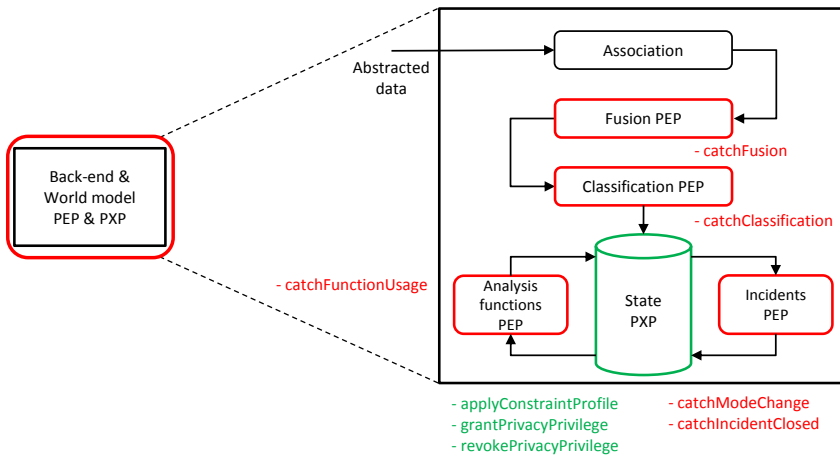 Abstracted
data
Association
Fusion PEP
- catchFusion
Classification PEP
- catchClassification
Back-end &
World model
PEP & PXP
- catchFunctionUsage
Analysis
functions
PEP
State
PXP
Incidents
PEP
- applyConstraintProfile
- grantPrivacyPrivilege
- revokePrivacyPrivilege
- catchModeChange
- catchIncidentClosed